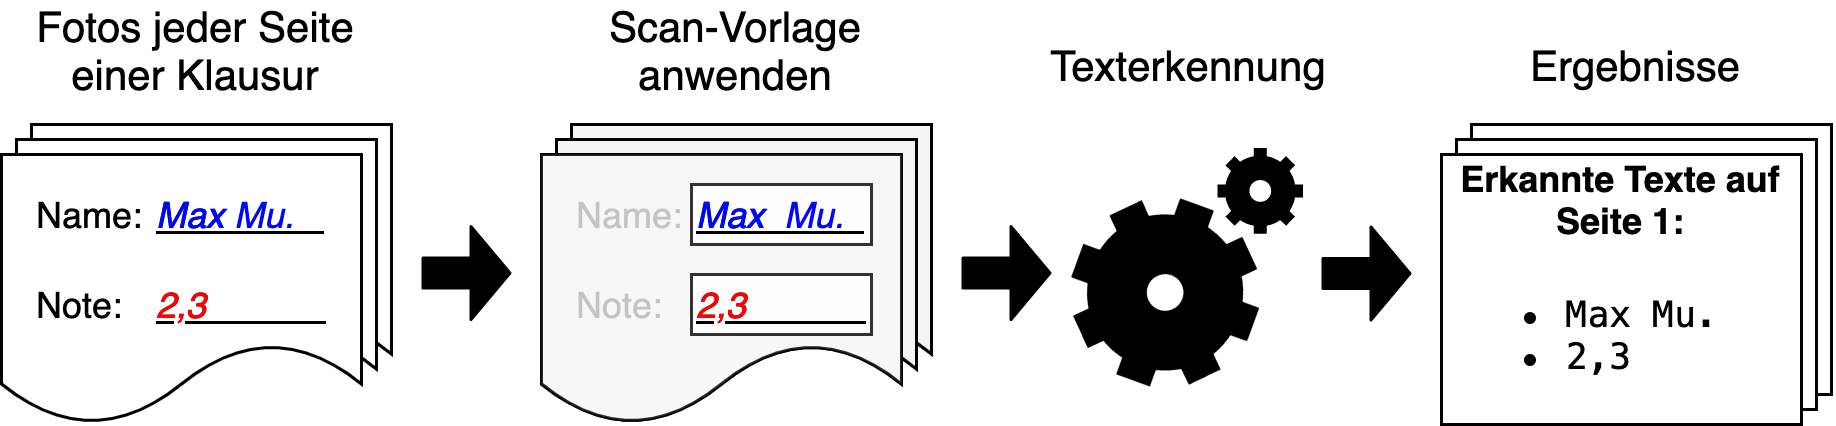 Fotos jeder Seite
einer Klausur
Name: Max Mu.
Note: 2,3
Scan-Vorlage
anwenden
Name: Max Mu.
Note: 2,3
Texterkennung
Ergebnisse
Erkannte Texte auf
Seite 1:
• Max Mu.
• 2,3